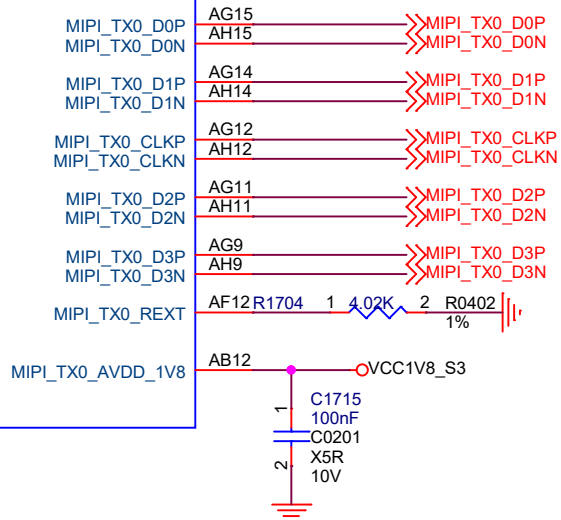 MIPI_TX0_D0P AG15 MIPI_TX0_D0P
MIPI_TX0_D0N AH15 MIPI_TX0_D0N
MIPI_TX0_D1P AG14 MIPI_TX0_D1P
MIPI_TX0_D1N AH14 MIPI_TX0_D1N
MIPI_TX0_CLKP AG12 MIPI_TX0_CLKP
MIPI_TX0_CLKN AH12 MIPI_TX0_CLKN
MIPI_TX0_D2P AG11 MIPI_TX0_D2P
MIPI_TX0_D2N AH11 MIPI_TX0_D2N
MIPI_TX0_D3P AG9 MIPI_TX0_D3P
MIPI_TX0_D3N AH9 MIPI_TX0_D3N
MIPI_TX0_REXT AF12 R1704 1 4.02K 2 R0402
1%
MIPI_TX0_AVDD_1V8 AB12 VCC1V8_S3
1 C1715
100nF
C0201
2 X5R
10V